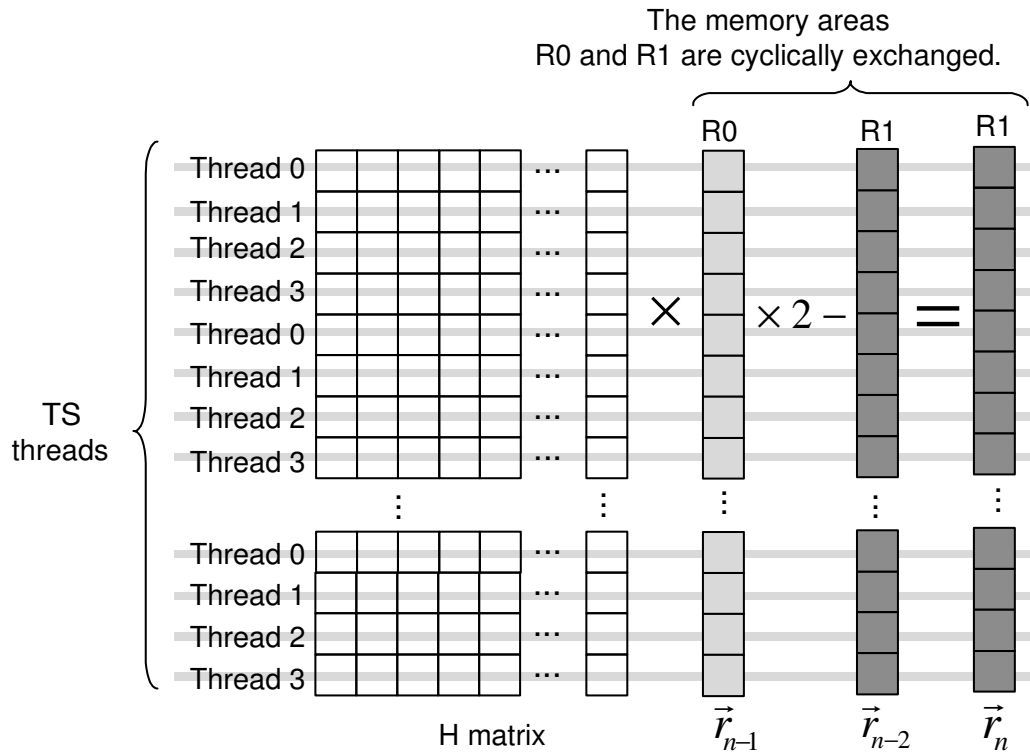 The memory areas
R0 and R1 are cyclically exchanged.
R0 R1 R1
Thread 0 ...
Thread 1 ...
Thread 2 ...
Thread 3 ...
Thread 0 ...
Thread 1 ...
Thread 2 ...
Thread 3 ...
× × 2 − =
TS
threads
Thread 0 ...
Thread 1 ...
Thread 2 ...
Thread 3 ...
H matrix
r⃗ₙ₋₁ r⃗ₙ₋₂ r⃗ₙ